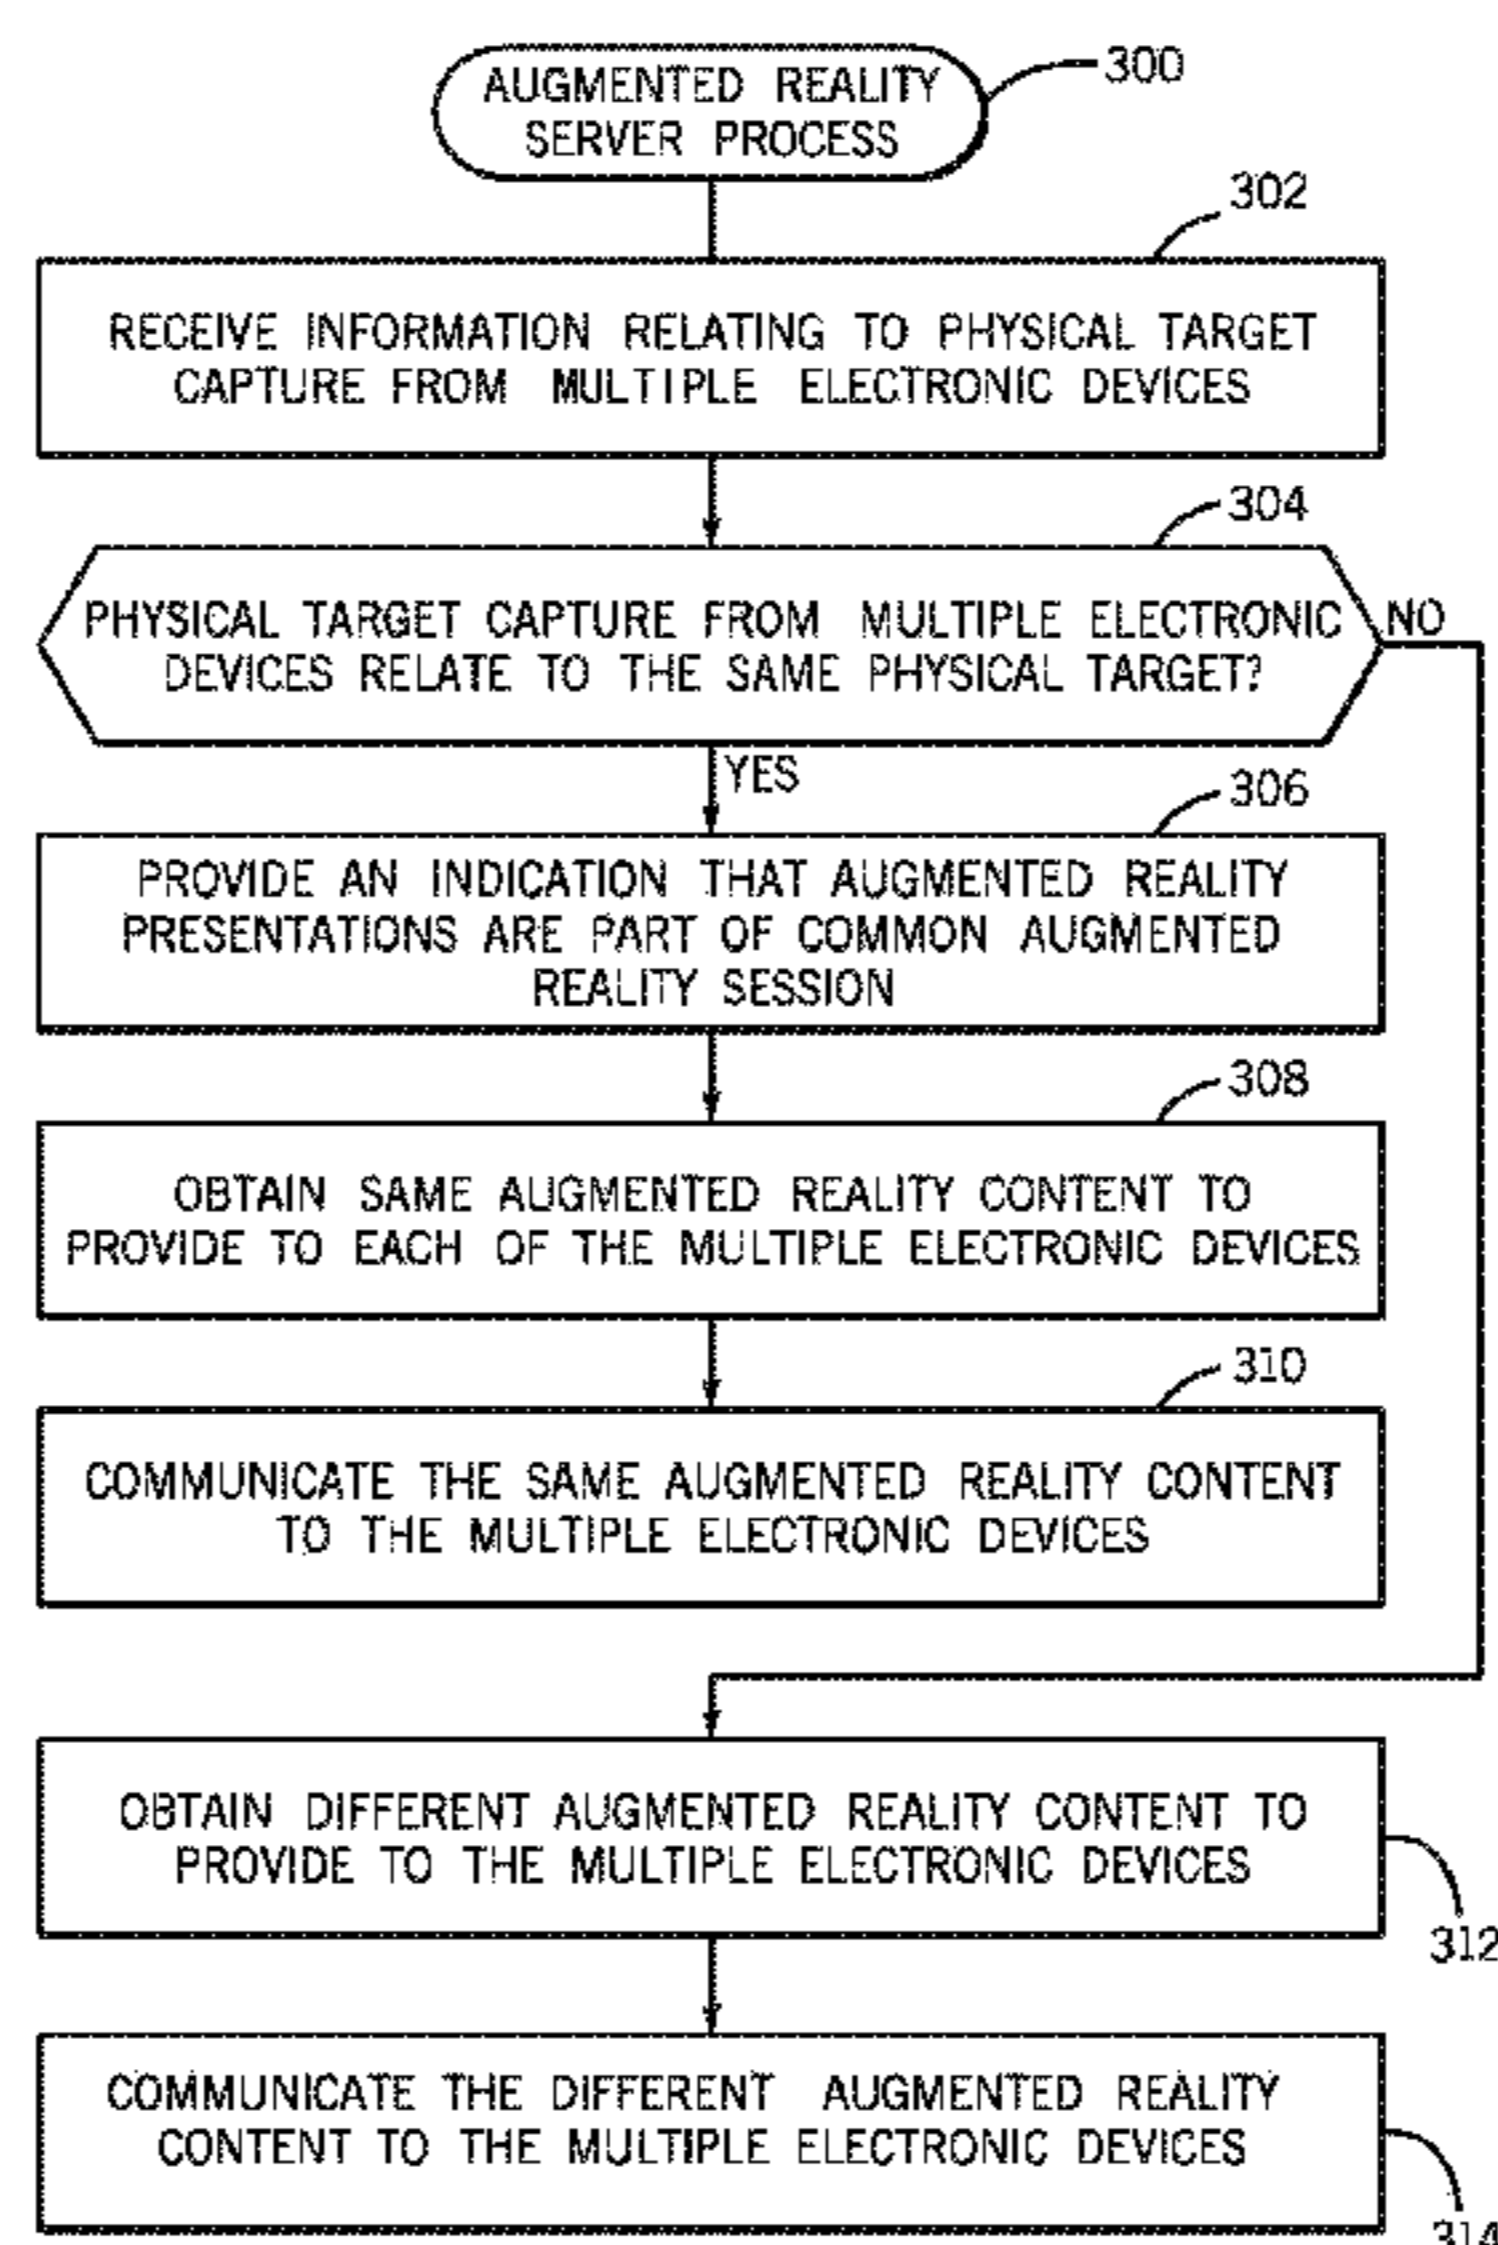 AUGMENTED REALITY
SERVER PROCESS
300
302
RECEIVE INFORMATION RELATING TO PHYSICAL TARGET
CAPTURE FROM MULTIPLE ELECTRONIC DEVICES
304
PHYSICAL TARGET CAPTURE FROM MULTIPLE ELECTRONIC
DEVICES RELATE TO THE SAME PHYSICAL TARGET?
NO
YES
306
PROVIDE AN INDICATION THAT AUGMENTED REALITY
PRESENTATIONS ARE PART OF COMMON AUGMENTED
REALITY SESSION
308
OBTAIN SAME AUGMENTED REALITY CONTENT TO
PROVIDE TO EACH OF THE MULTIPLE ELECTRONIC DEVICES
310
COMMUNICATE THE SAME AUGMENTED REALITY CONTENT
TO THE MULTIPLE ELECTRONIC DEVICES
OBTAIN DIFFERENT AUGMENTED REALITY CONTENT TO
PROVIDE TO THE MULTIPLE ELECTRONIC DEVICES
312
COMMUNICATE THE DIFFERENT AUGMENTED REALITY
CONTENT TO THE MULTIPLE ELECTRONIC DEVICES
314